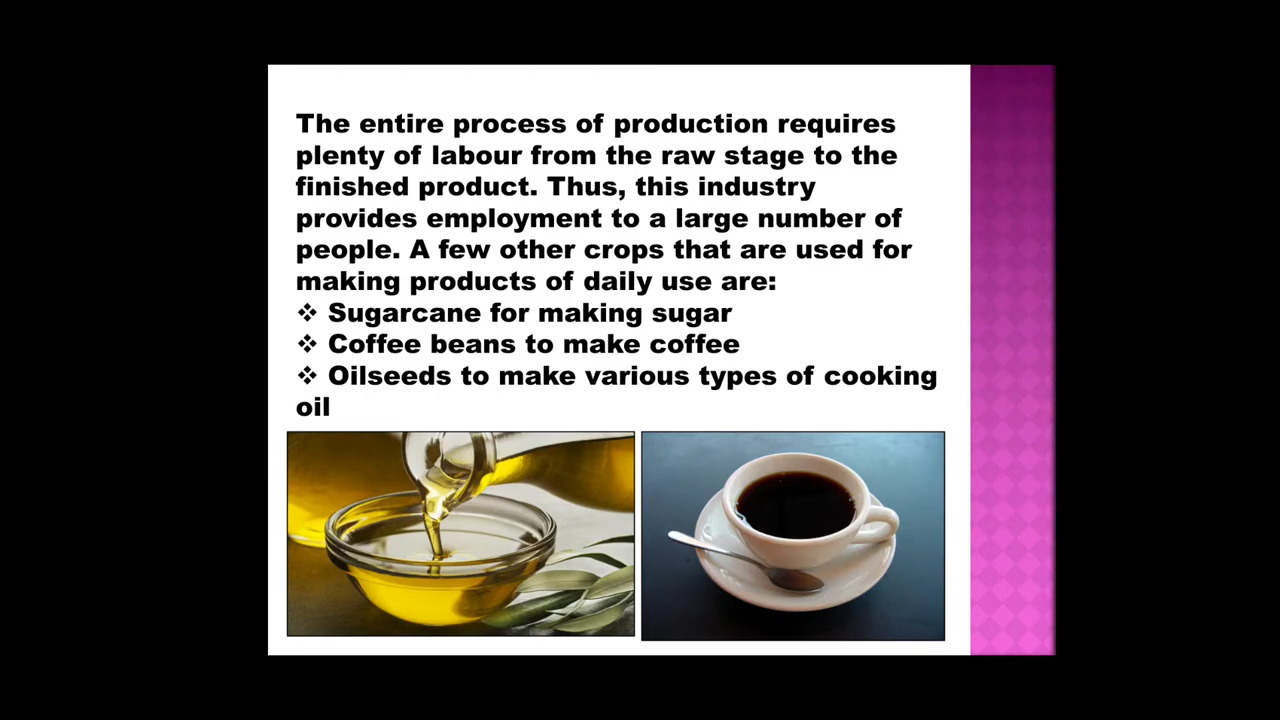 The entire process of production requires
plenty of labour from the raw stage to the
finished product. Thus, this industry
provides employment to a large number of
people. A few other crops that are used for
making products of daily use are:
❖ Sugarcane for making sugar
❖ Coffee beans to make coffee
❖ Oilseeds to make various types of cooking
oil